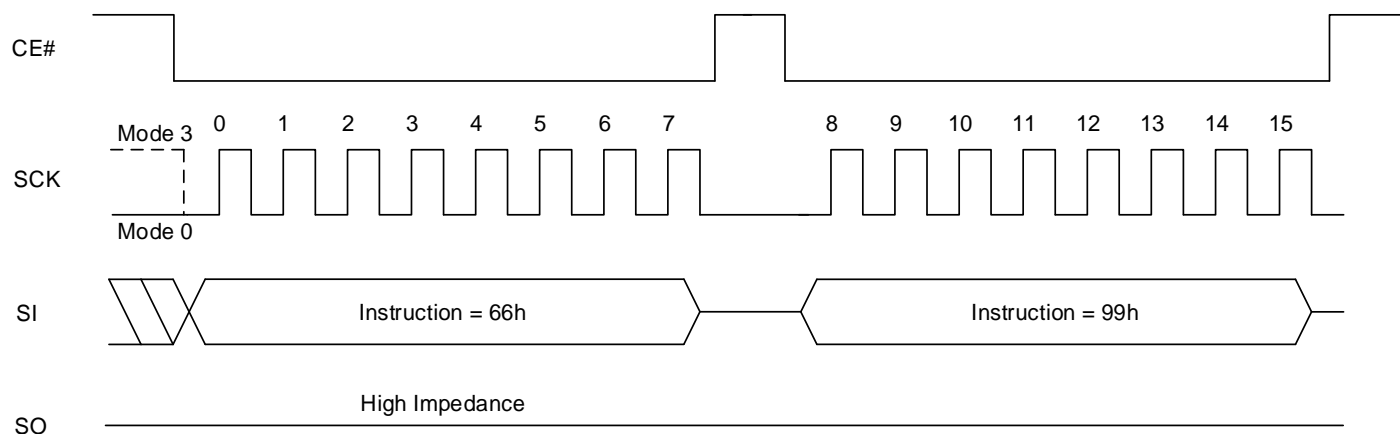 CE#
Mode 3
0 1 2 3 4 5 6 7 8 9 10 11 12 13 14 15
SCK
Mode 0
SI
Instruction = 66h
Instruction = 99h
High Impedance
SO